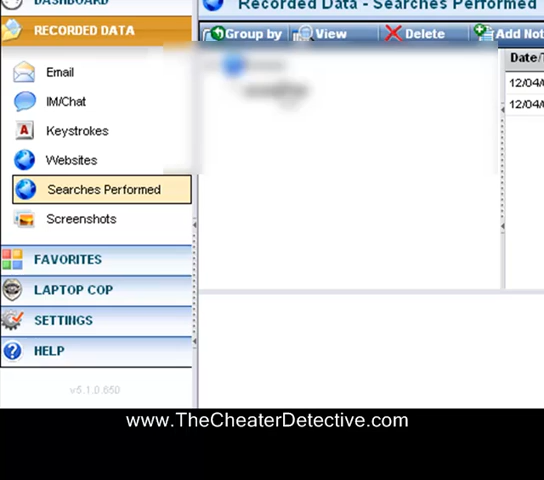 DASHBOARD
Recorded Data - Searches Performed
RECORDED DATA
Group by View Delete Add Not
Date/T
Email
12/04/0
IM/Chat
12/04/0
Keystrokes
Websites
Searches Performed
Screenshots
FAVORITES
LAPTOP COP
SETTINGS
HELP
v5.1.0.650
www.TheCheaterDetective.com